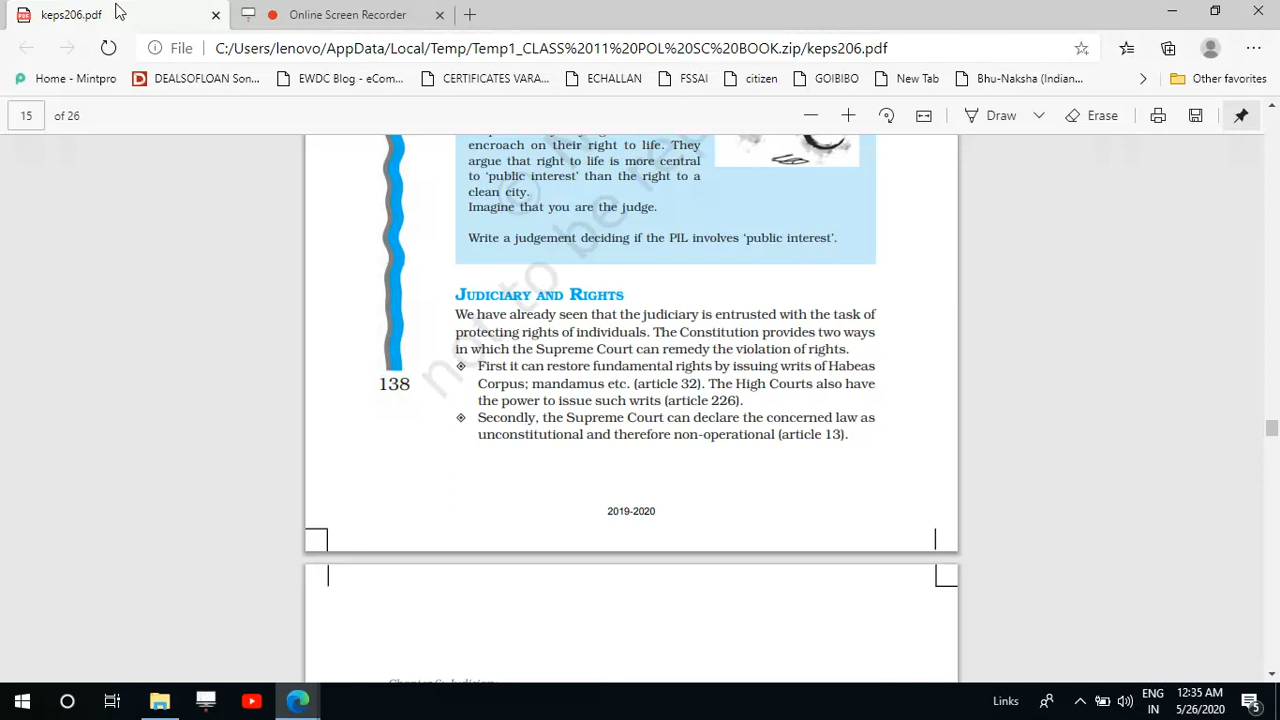 keps206.pdf
Online Screen Recorder
File
C:/Users/lenovo/AppData/Local/Temp/Temp1_CLASS%2011%20POL%20SC%20BOOK.zip/keps206.pdf
Home - Mintpro
DEALSOFLOAN Son...
EWDC Blog - eCom...
CERTIFICATES VARA...
ECHALLAN
FSSAI
citizen
GOIBIBO
New Tab
Bhu-Naksha (Indian...
Other favorites
15 of 26
Draw
Erase
encroach on their right to life. They
argue that right to life is more central
to ‘public interest’ than the right to a
clean city.
Imagine that you are the judge.
Write a judgement deciding if the PIL involves ‘public interest’.
JUDICIARY AND RIGHTS
We have already seen that the judiciary is entrusted with the task of
protecting rights of individuals. The Constitution provides two ways
in which the Supreme Court can remedy the violation of rights.
First it can restore fundamental rights by issuing writs of Habeas
Corpus; mandamus etc. (article 32). The High Courts also have
the power to issue such writs (article 226).
Secondly, the Supreme Court can declare the concerned law as
unconstitutional and therefore non-operational (article 13).
138
not to be
2019-2020
Chapter 6: Judiciary
Links
ENG
IN
12:35 AM
5/26/2020
5